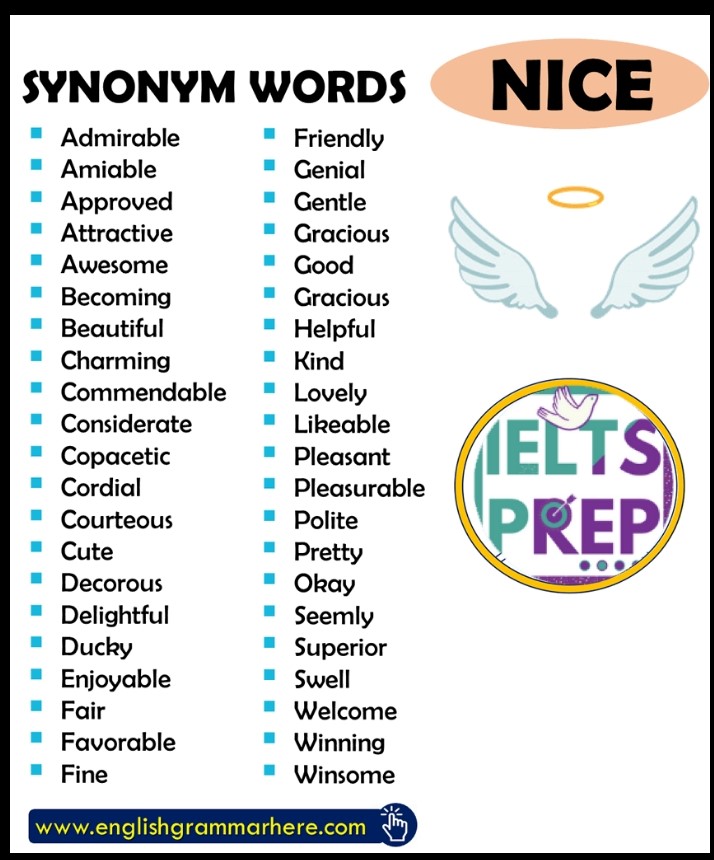 SYNONYM WORDS
NICE
Admirable
Amiable
Approved
Attractive
Awesome
Becoming
Beautiful
Charming
Commendable
Considerate
Copacetic
Cordial
Courteous
Cute
Decorous
Delightful
Ducky
Enjoyable
Fair
Favorable
Fine
Friendly
Genial
Gentle
Gracious
Good
Gracious
Helpful
Kind
Lovely
Likeable
Pleasant
Pleasurable
Polite
Pretty
Okay
Seemly
Superior
Swell
Welcome
Winning
Winsome
IELTS
PREP
www.englishgrammarhere.com